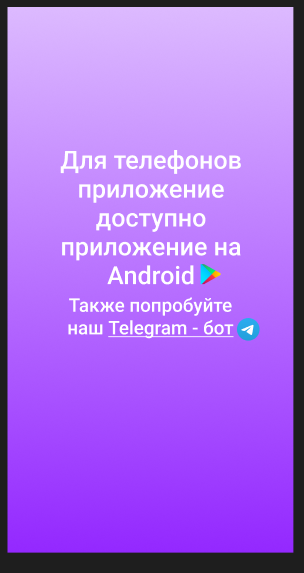 Для телефонов
приложение
доступно
приложение на
Android
Также попробуйте
наш Telegram - бот